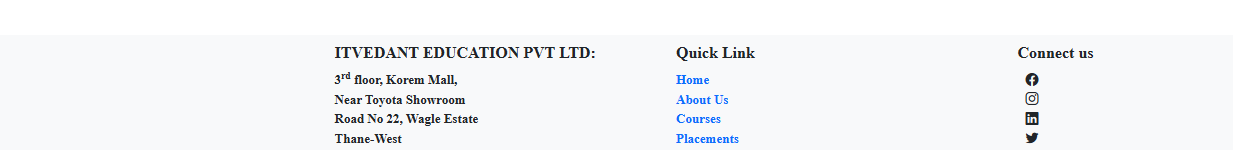 ITVEDANT EDUCATION PVT LTD:
3rd floor, Korem Mall,
Near Toyota Showroom
Road No 22, Wagle Estate
Thane-West
Quick Link
Home
About Us
Courses
Placements
Connect us